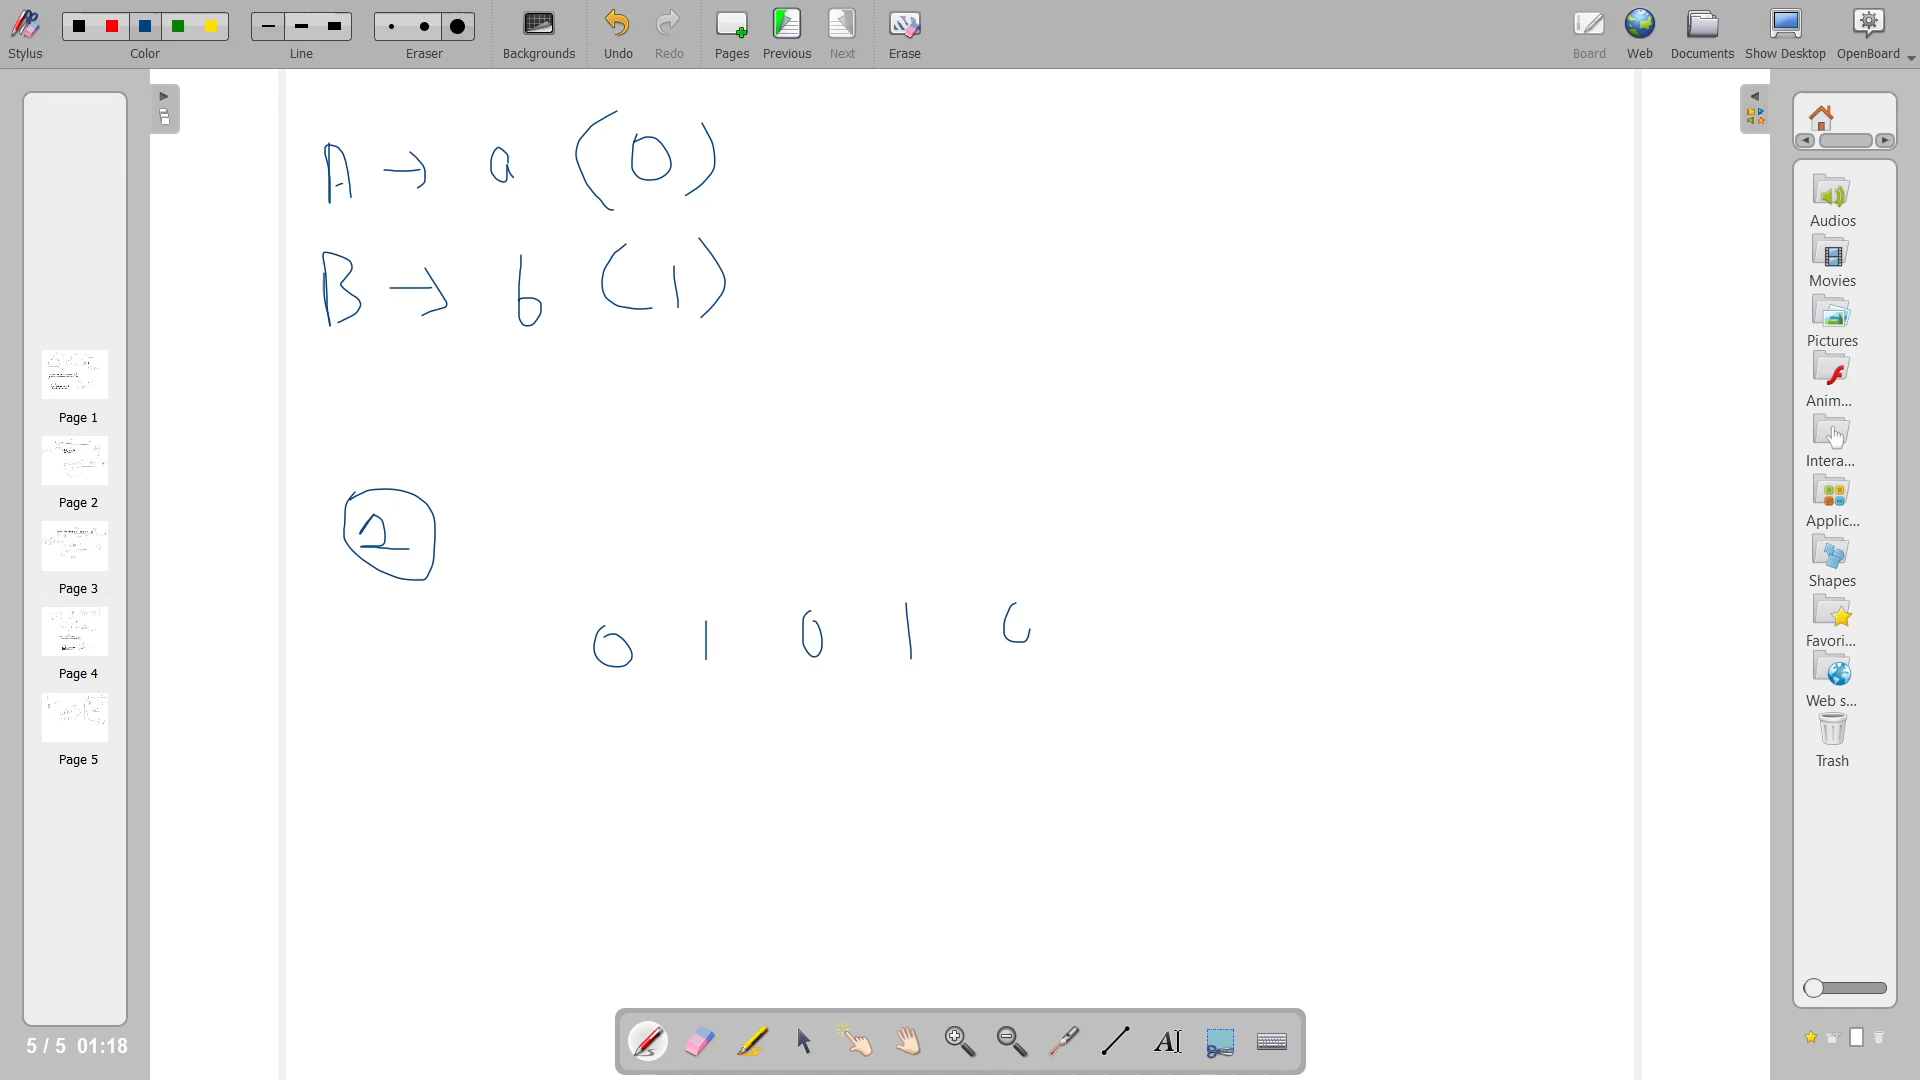 Stylus Color Line Eraser Backgrounds Undo Redo Pages Previous Next Erase Board Web Documents Show Desktop OpenBoard
A → a (0)
B → b (1)
2
0 1 0 1 0
Page 1
Page 2
Page 3
Page 4
Page 5
5 / 5 01:18
Audios
Movies
Pictures
Anim...
Intera...
Applic...
Shapes
Favori...
Web s...
Trash